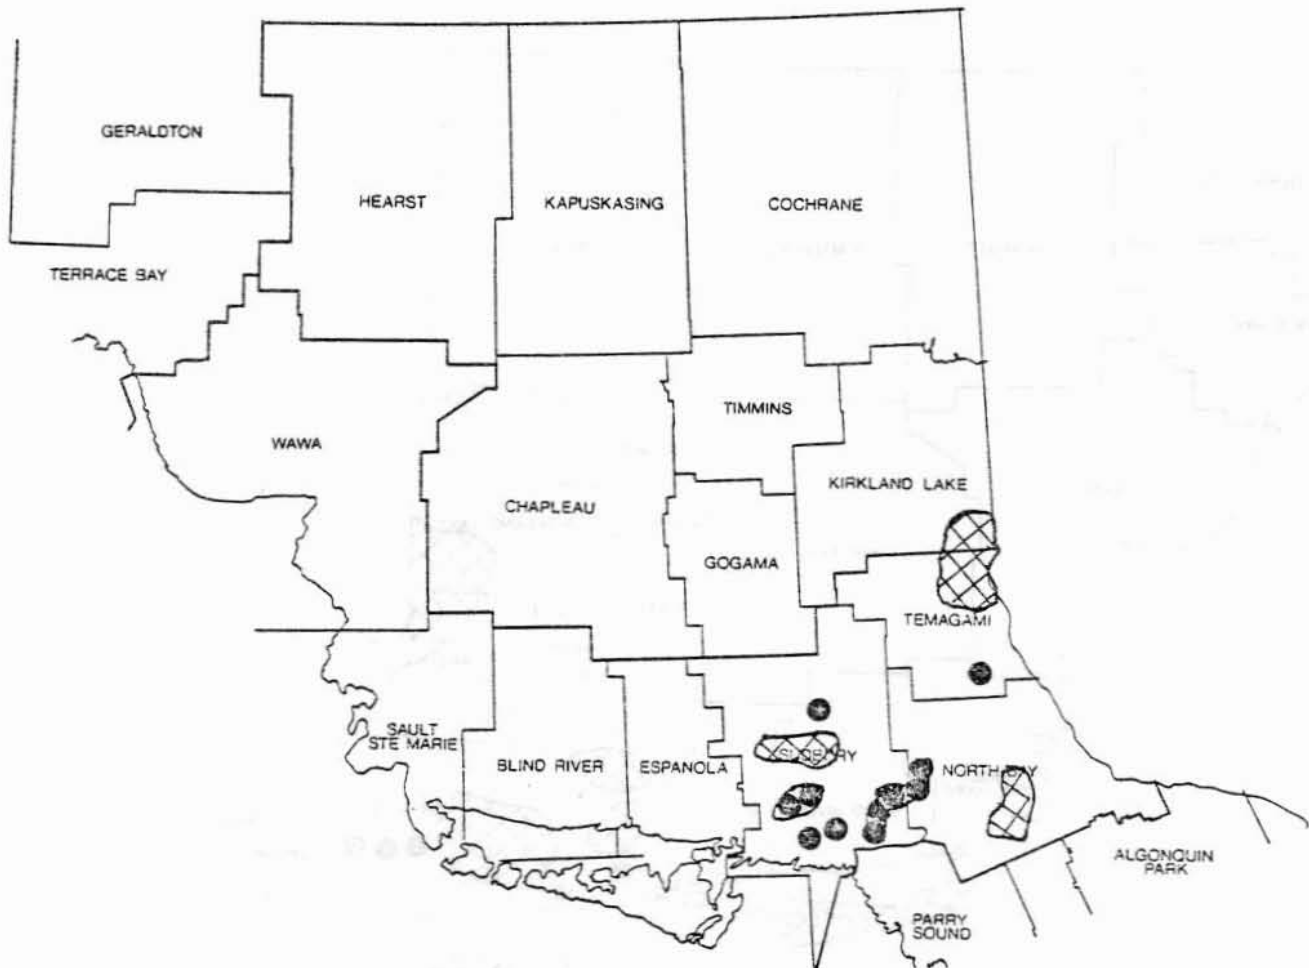 GERALDTON
HEARST
KAPUSKASING
COCHRANE
TERRACE BAY
TIMMINS
WAWA
KIRKLAND LAKE
CHAPLEAU
GOGAMA
TEMAGAMI
SAULT
STE MARIE
BLIND RIVER
ESPANOLA
SUDBURY
NORTH BAY
ALGONQUIN
PARK
PARRY
SOUND